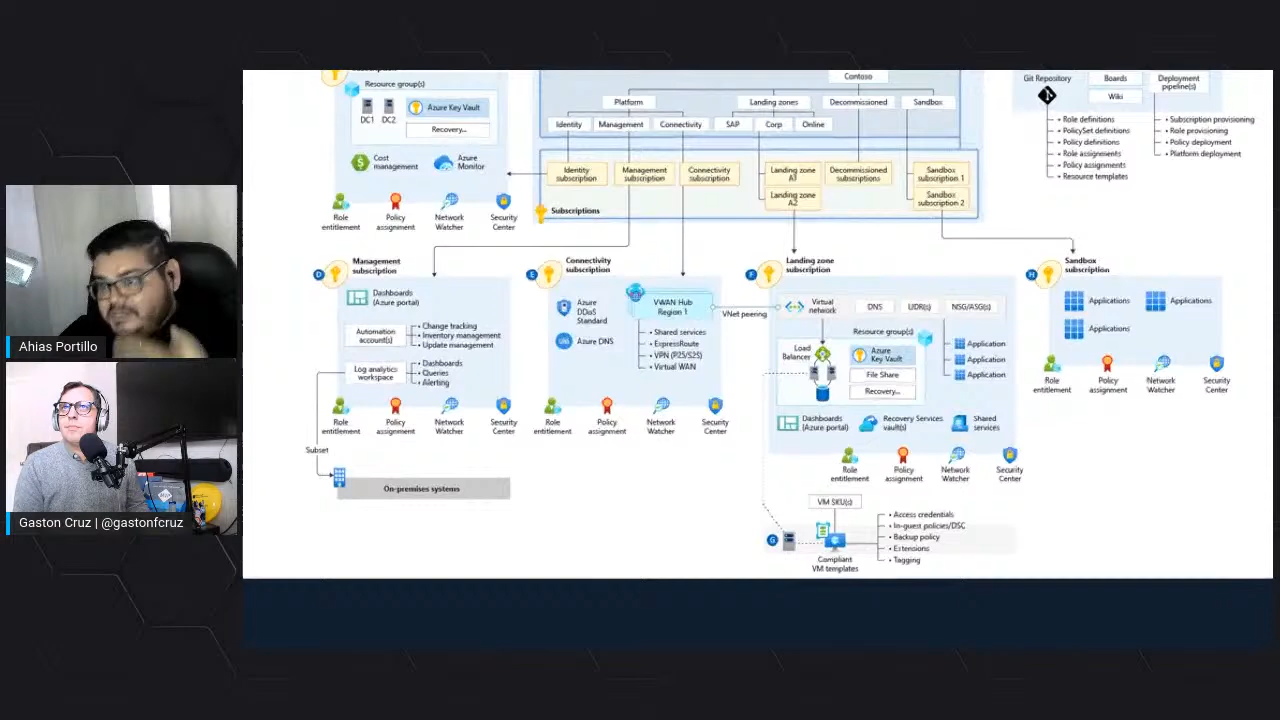 Resource group(s)
DC1
DC2
Azure Key Vault
Recovery...
Cost management
Azure Monitor
Role entitlement
Policy assignment
Network Watcher
Security Center
Contoso
Platform
Landing zones
Decommissioned
Sandbox
Identity
Management
Connectivity
SAP
Corp
Online
Identity subscription
Management subscription
Connectivity subscription
Landing zone A1
Landing zone A2
Decommissioned subscriptions
Sandbox subscription 1
Sandbox subscription 2
Subscriptions
Git Repository
Boards
Wiki
Deployment pipeline(s)
• Role definitions
• PolicySet definitions
• Policy definitions
• Role assignments
• Policy assignments
• Resource templates
• Subscription provisioning
• Role provisioning
• Policy deployment
• Platform deployment
D
Management subscription
Dashboards (Azure portal)
Automation account(s)
• Change tracking
• Inventory management
• Update management
Log analytics workspace
• Dashboards
• Queries
• Alerting
Role entitlement
Policy assignment
Network Watcher
Security Center
Subset
On-premises systems
E
Connectivity subscription
Azure DDoS Standard
Azure DNS
DNS
VWAN Hub Region 1
• Shared services
• ExpressRoute
• VPN (P2S/S2S)
• Virtual WAN
Role entitlement
Policy assignment
Network Watcher
Security Center
VNet peering
F
Landing zone subscription
Virtual network
DNS
UDR(s)
NSG/ASG(s)
Resource group(s)
Load Balancer
Azure Key Vault
File Share
Recovery...
Application
Application
Application
Dashboards (Azure portal)
Recovery Services vault(s)
Shared services
Role entitlement
Policy assignment
Network Watcher
Security Center
VM SKU(s)
G
Compliant VM templates
• Access credentials
• In-guest policies/DSC
• Backup policy
• Extensions
• Tagging
H
Sandbox subscription
Applications
Applications
Applications
Role entitlement
Policy assignment
Network Watcher
Security Center
Ahias Portillo
Gaston Cruz | @gastonfcruz